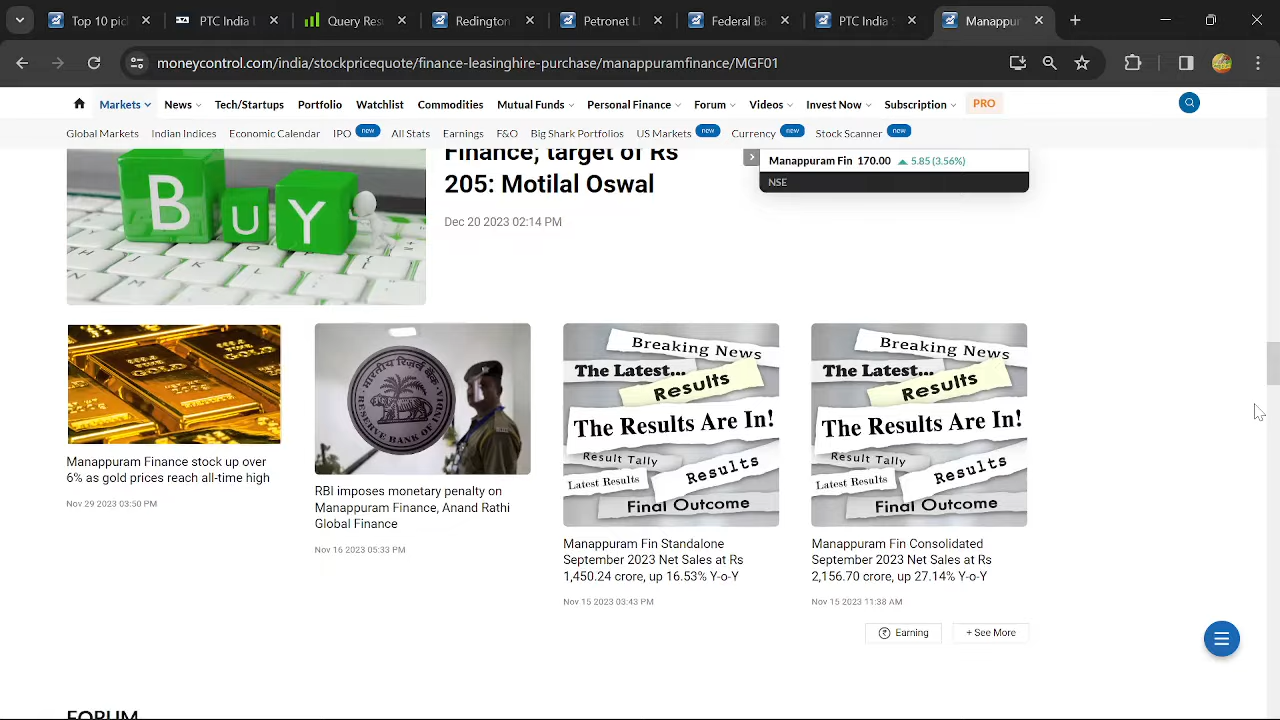 Top 10 pic
PTC India
Query Res
Redington
Petronet L
Federal Ba
PTC India S
Manappur
moneycontrol.com/india/stockpricequote/finance-leasinghire-purchase/manappuramfinance/MGF01
Markets News Tech/Startups Portfolio Watchlist Commodities Mutual Funds Personal Finance Forum Videos Invest Now Subscription PRO
Global Markets Indian Indices Economic Calendar IPO new All Stats Earnings F&O Big Shark Portfolios US Markets new Currency new Stock Scanner new
Finance; target of Rs
205: Motilal Oswal
Dec 20 2023 02:14 PM
Manappuram Fin 170.00 5.85 (3.56%)
NSE
BUY
Manappuram Finance stock up over
6% as gold prices reach all-time high
Nov 29 2023 03:50 PM
भारतीय रिज़र्व बैंक
RESERVE BANK OF INDIA
RBI imposes monetary penalty on
Manappuram Finance, Anand Rathi
Global Finance
Nov 16 2023 05:33 PM
Breaking News
The Latest...
Results
The Results Are In!
Result Tally
Results
Latest Results
Final Outcome
Manappuram Fin Standalone
September 2023 Net Sales at Rs
1,450.24 crore, up 16.53% Y-o-Y
Nov 15 2023 03:43 PM
Breaking News
The Latest...
Results
The Results Are In!
Result Tally
Results
Latest Results
Final Outcome
Manappuram Fin Consolidated
September 2023 Net Sales at Rs
2,156.70 crore, up 27.14% Y-o-Y
Nov 15 2023 11:38 AM
₹ Earning
+ See More
FORUM